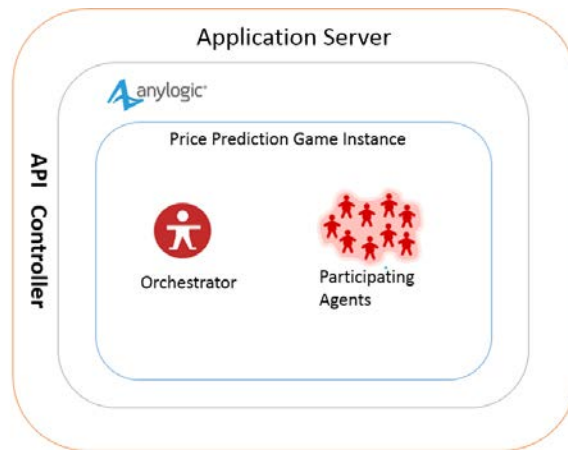 Application Server
anylogic®
Price Prediction Game Instance
API Controller
Orchestrator
Participating
Agents